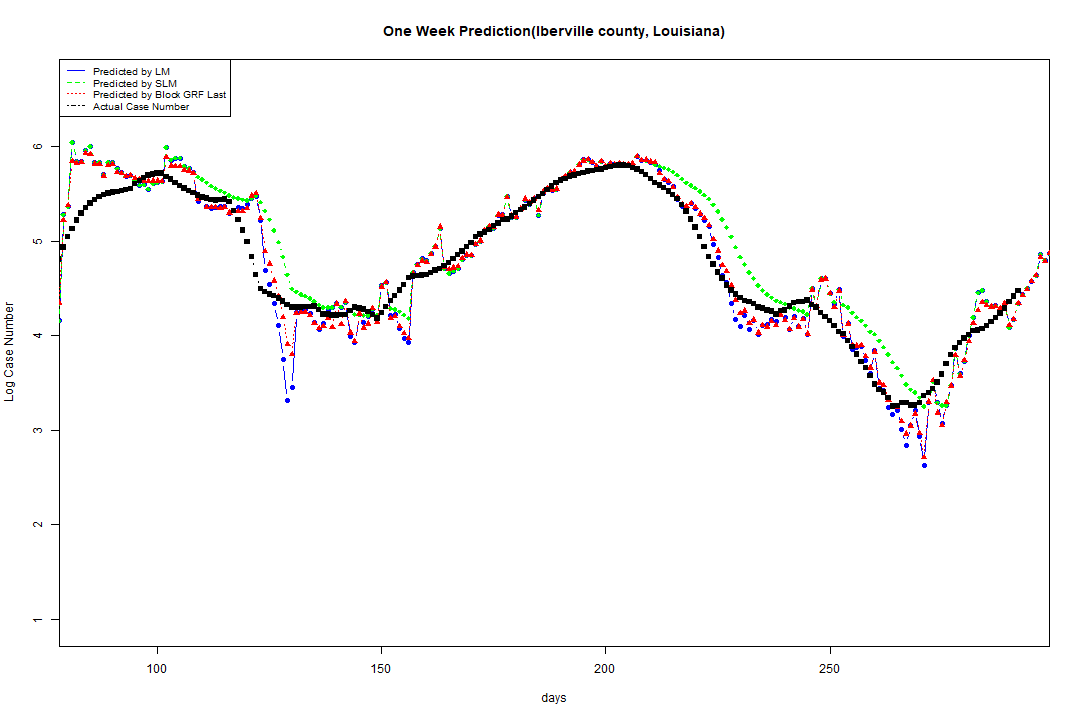 One Week Prediction(Iberville county, Louisiana)
Predicted by LM
Predicted by SLM
Predicted by Block GRF Last
Actual Case Number
6
5
4
3
2
1
Log Case Number
100 150 200 250
days